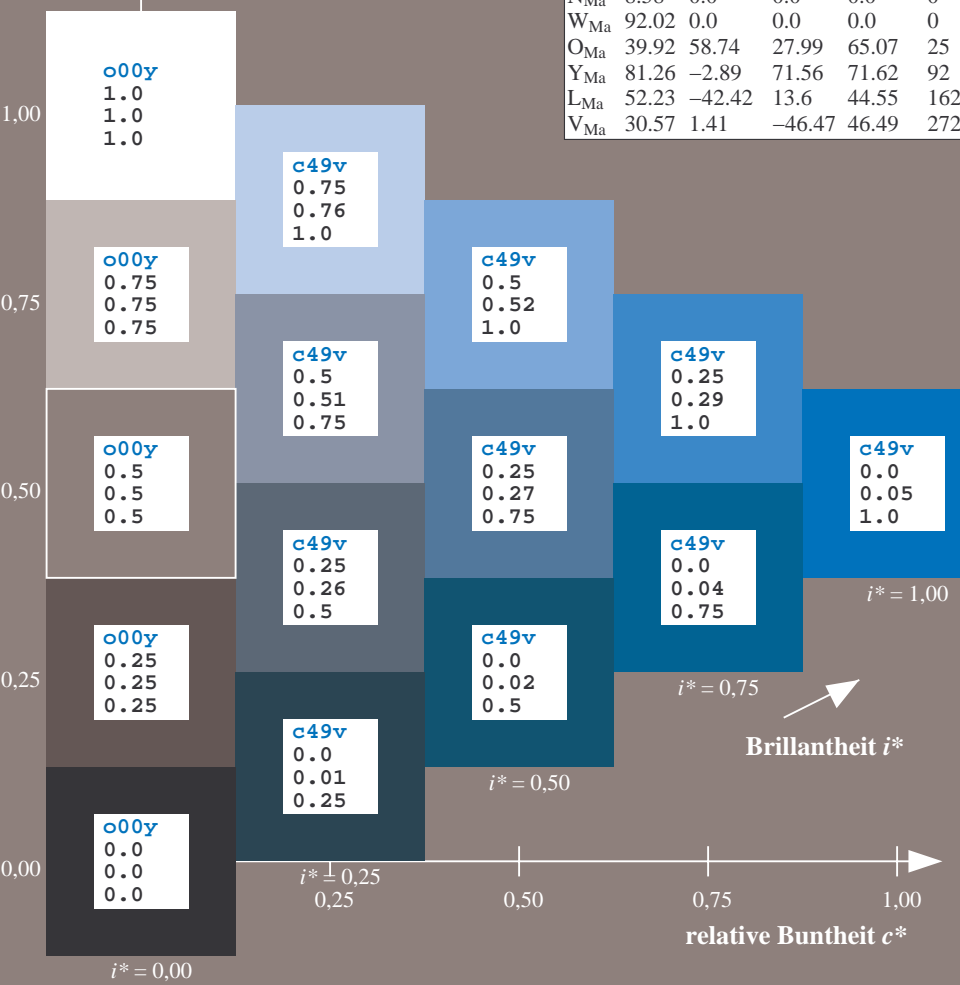 W_Ma 92.02 0.0 0.0 0.0 0
O_Ma 39.92 58.74 27.99 65.07 25
Y_Ma 81.26 −2.89 71.56 71.62 92
L_Ma 52.23 −42.42 13.6 44.55 162
V_Ma 30.57 1.41 −46.47 46.49 272
1,00
o00y
1.0
1.0
1.0
c49v
0.75
0.76
1.0
0,75
o00y
0.75
0.75
0.75
c49v
0.5
0.52
1.0
c49v
0.5
0.51
0.75
c49v
0.25
0.29
1.0
0,50
o00y
0.5
0.5
0.5
c49v
0.25
0.27
0.75
c49v
0.0
0.05
1.0
c49v
0.25
0.26
0.5
c49v
0.0
0.04
0.75
i* = 1,00
0,25
o00y
0.25
0.25
0.25
c49v
0.0
0.02
0.5
i* = 0,75
c49v
0.0
0.01
0.25
Brillantheit i*
i* = 0,50
0,00
o00y
0.0
0.0
0.0
i* = 0,25
0,25
0,50
0,75
1,00
relative Buntheit c*
i* = 0,00